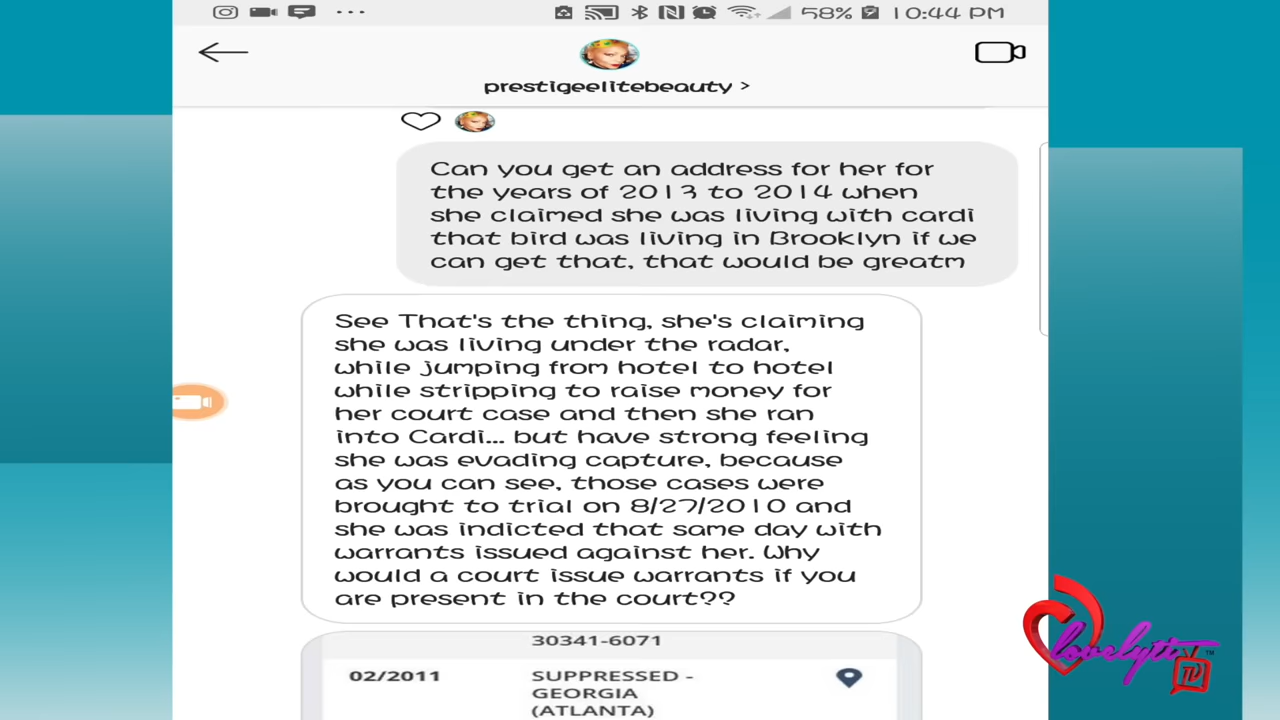 58% 10:44 PM
prestigeelitebeauty >
Can you get an address for her for
the years of 2013 to 2014 when
she claimed she was living with cardi
that bird was living in Brooklyn if we
can get that, that would be greatm
See That's the thing, she's claiming
she was living under the radar,
while jumping from hotel to hotel
while stripping to raise money for
her court case and then she ran
into Cardi... but have strong feeling
she was evading capture, because
as you can see, those cases were
brought to trial on 8/27/2010 and
she was indicted that same day with
warrants issued against her. Why
would a court issue warrants if you
are present in the court??
30341-6071
02/2011 SUPPRESSED -
GEORGIA
(ATLANTA)
lovelyti TM
TV